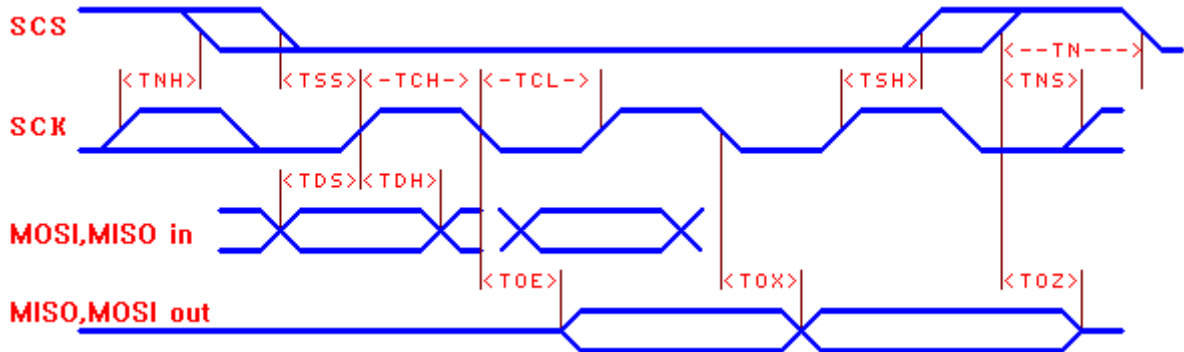 SCS
<--TN--->
<TNH> <TSS> <-TCH-> <-TCL-> <TSH> <TNS>
SCK
<TDS> <TDH>
MOSI,MISO in
<TOE> <TOX> <TOZ>
MISO,MOSI out